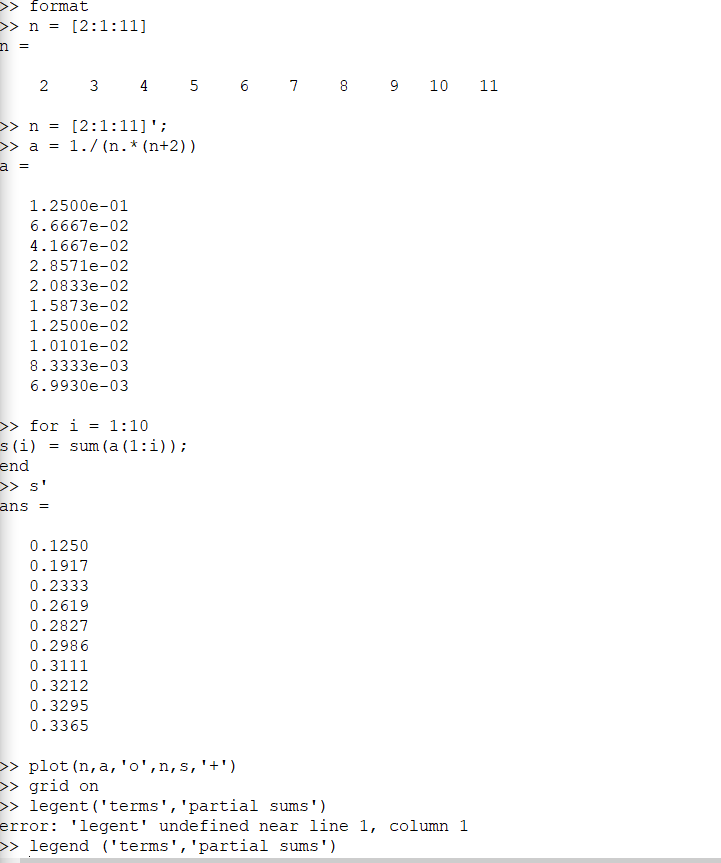 >> format
>> n = [2:1:11]
n =
2 3 4 5 6 7 8 9 10 11
>> n = [2:1:11]';
>> a = 1./(n.*(n+2))
a =
1.2500e-01
6.6667e-02
4.1667e-02
2.8571e-02
2.0833e-02
1.5873e-02
1.2500e-02
1.0101e-02
8.3333e-03
6.9930e-03
>> for i = 1:10
s(i) = sum(a(1:i));
end
>> s'
ans =
0.1250
0.1917
0.2333
0.2619
0.2827
0.2986
0.3111
0.3212
0.3295
0.3365
>> plot(n,a,'o',n,s,'+')
>> grid on
>> legent('terms','partial sums')
error: 'legent' undefined near line 1, column 1
>> legend ('terms','partial sums')